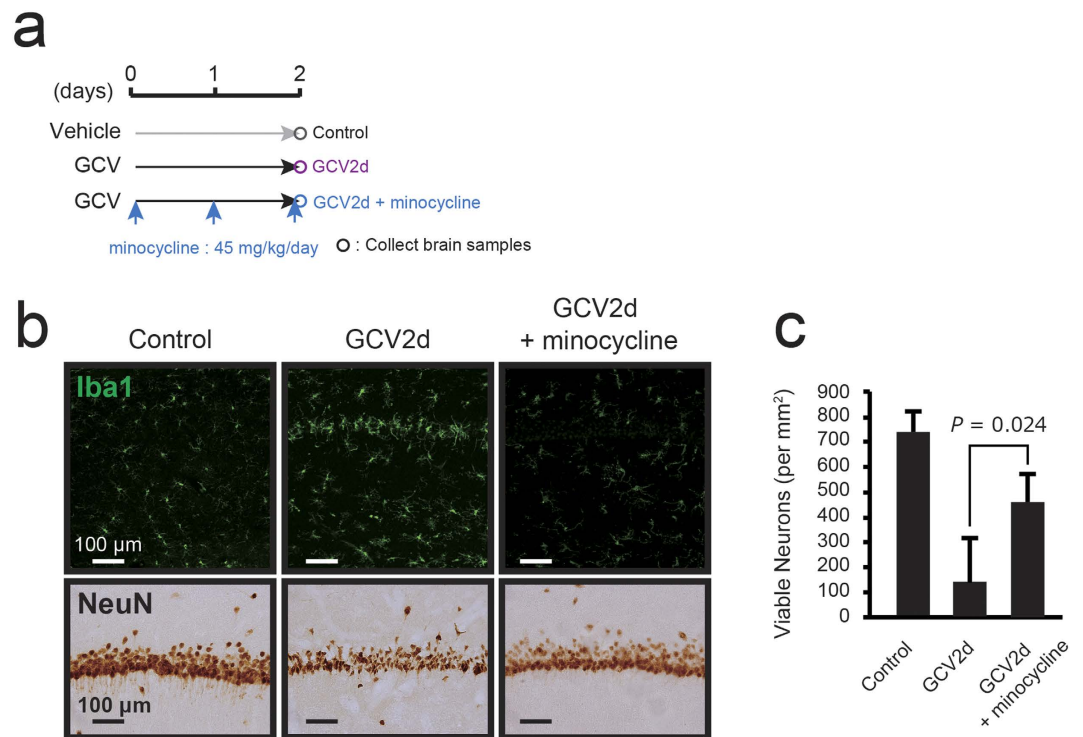 a
0 1 2
(days)
Vehicle Control
GCV GCV2d
GCV GCV2d + minocycline
minocycline : 45 mg/kg/day : Collect brain samples
b
Control GCV2d GCV2d
+ minocycline
Iba1
100 µm
NeuN
100 µm
c
Viable Neurons (per mm²)
900
800
700
600
500
400
300
200
100
0
P = 0.024
Control
GCV2d
GCV2d
+ minocycline